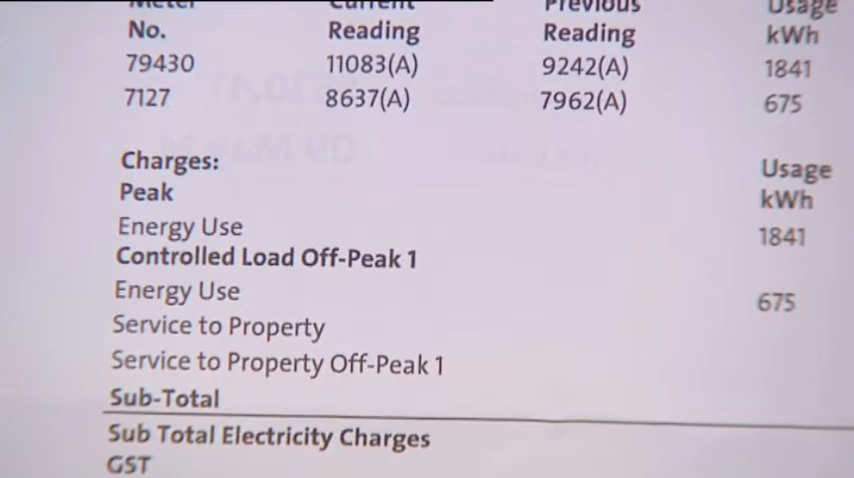 Meter Current Previous Usage
No. Reading Reading kWh
79430 11083(A) 9242(A) 1841
7127 8637(A) 7962(A) 675
Charges: Usage
Peak kWh
Energy Use 1841
Controlled Load Off-Peak 1
Energy Use 675
Service to Property
Service to Property Off-Peak 1
Sub-Total
Sub Total Electricity Charges
GST